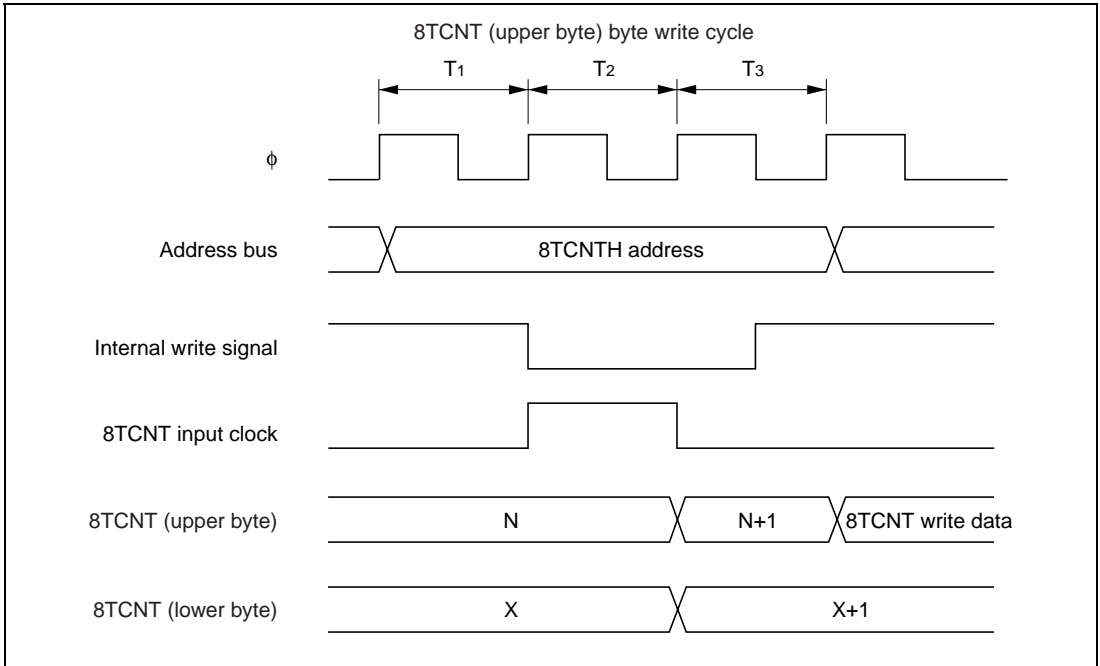 8TCNT (upper byte) byte write cycle
T1 T2 T3
φ
Address bus 8TCNTH address
Internal write signal
8TCNT input clock
8TCNT (upper byte) N N+1 8TCNT write data
8TCNT (lower byte) X X+1